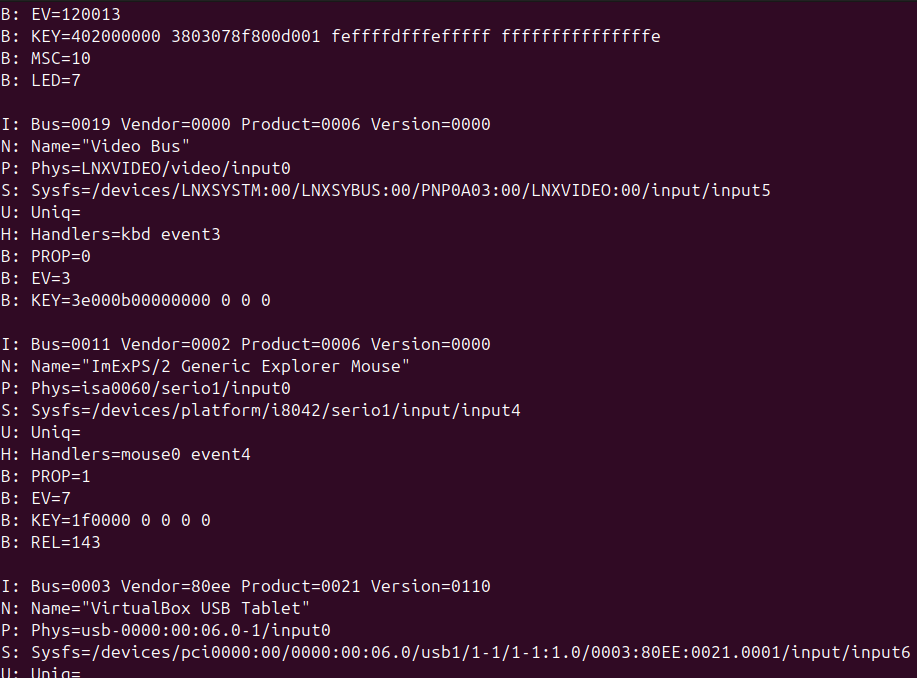 B: EV=120013
B: KEY=402000000 3803078f800d001 feffffdfffefffff fffffffffffffffe
B: MSC=10
B: LED=7
I: Bus=0019 Vendor=0000 Product=0006 Version=0000
N: Name="Video Bus"
P: Phys=LNXVIDEO/video/input0
S: Sysfs=/devices/LNXSYSTM:00/LNXSYBUS:00/PNP0A03:00/LNXVIDEO:00/input/input5
U: Uniq=
H: Handlers=kbd event3
B: PROP=0
B: EV=3
B: KEY=3e000b00000000 0 0 0
I: Bus=0011 Vendor=0002 Product=0006 Version=0000
N: Name="ImExPS/2 Generic Explorer Mouse"
P: Phys=isa0060/serio1/input0
S: Sysfs=/devices/platform/i8042/serio1/input/input4
U: Uniq=
H: Handlers=mouse0 event4
B: PROP=1
B: EV=7
B: KEY=1f0000 0 0 0 0
B: REL=143
I: Bus=0003 Vendor=80ee Product=0021 Version=0110
N: Name="VirtualBox USB Tablet"
P: Phys=usb-0000:00:06.0-1/input0
S: Sysfs=/devices/pci0000:00/0000:00:06.0/usb1/1-1/1-1:1.0/0003:80EE:0021.0001/input/input6
U: Uniq=